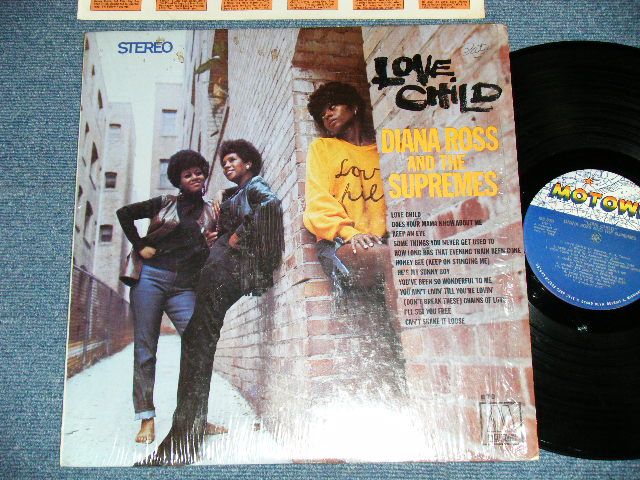 STEREO
LOVE
CHILD
DIANA ROSS
AND THE
SUPREMES
LOVE CHILD
DOES YOUR MAMA KNOW ABOUT ME
KEEP AN EYE
SOME THINGS YOU NEVER GET USED TO
HOW LONG HAS THAT EVENING TRAIN BEEN GONE
HONEY BEE (KEEP ON STINGING ME)
HE'S MY SUNNY BOY
YOU'VE BEEN SO WONDERFUL TO ME
YOU AIN'T LIVIN' TILL YOU'RE LOVIN'
(DON'T BREAK THESE) CHAINS OF LOVE
I'LL SET YOU FREE
CAN'T SHAKE IT LOOSE
Love
M
MOTOW